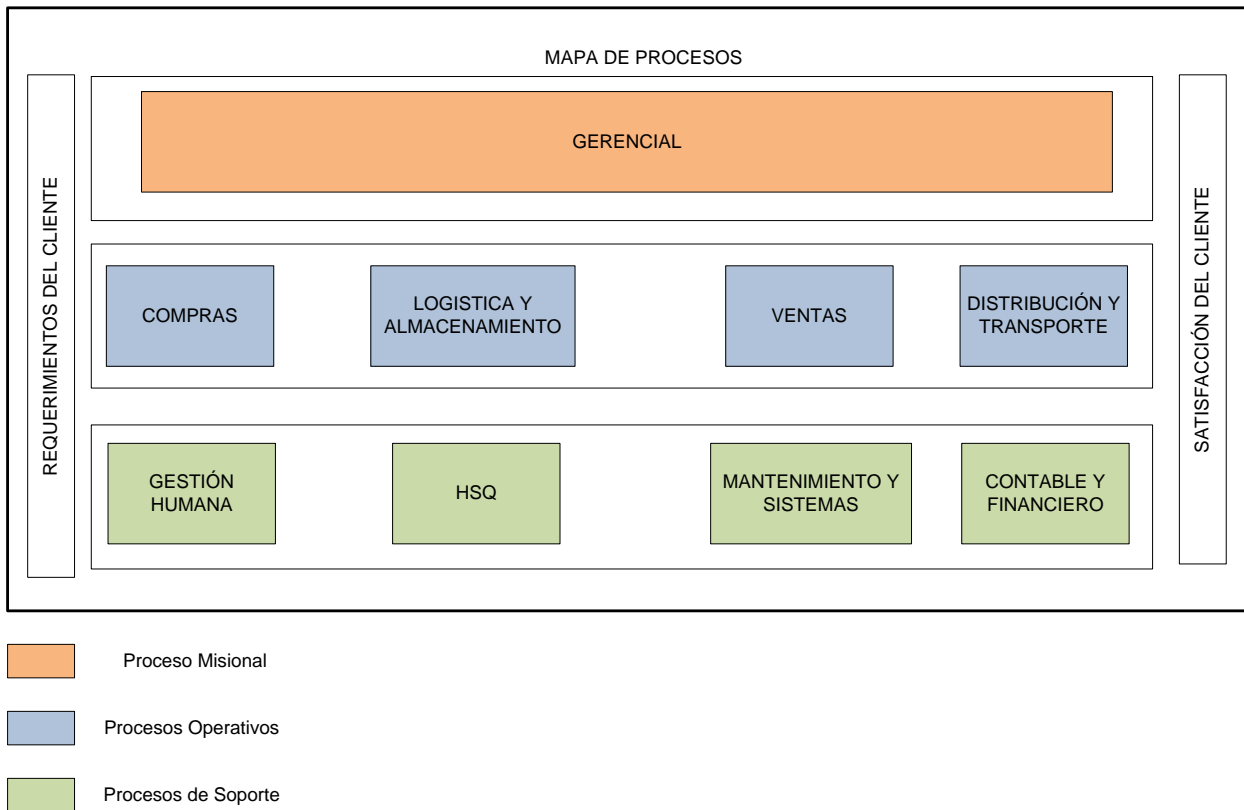 MAPA DE PROCESOS
REQUERIMIENTOS DEL CLIENTE
GERENCIAL
COMPRAS
LOGISTICA Y
ALMACENAMIENTO
VENTAS
DISTRIBUCIÓN Y
TRANSPORTE
GESTIÓN
HUMANA
HSQ
MANTENIMIENTO Y
SISTEMAS
CONTABLE Y
FINANCIERO
SATISFACCIÓN DEL CLIENTE
Proceso Misional
Procesos Operativos
Procesos de Soporte